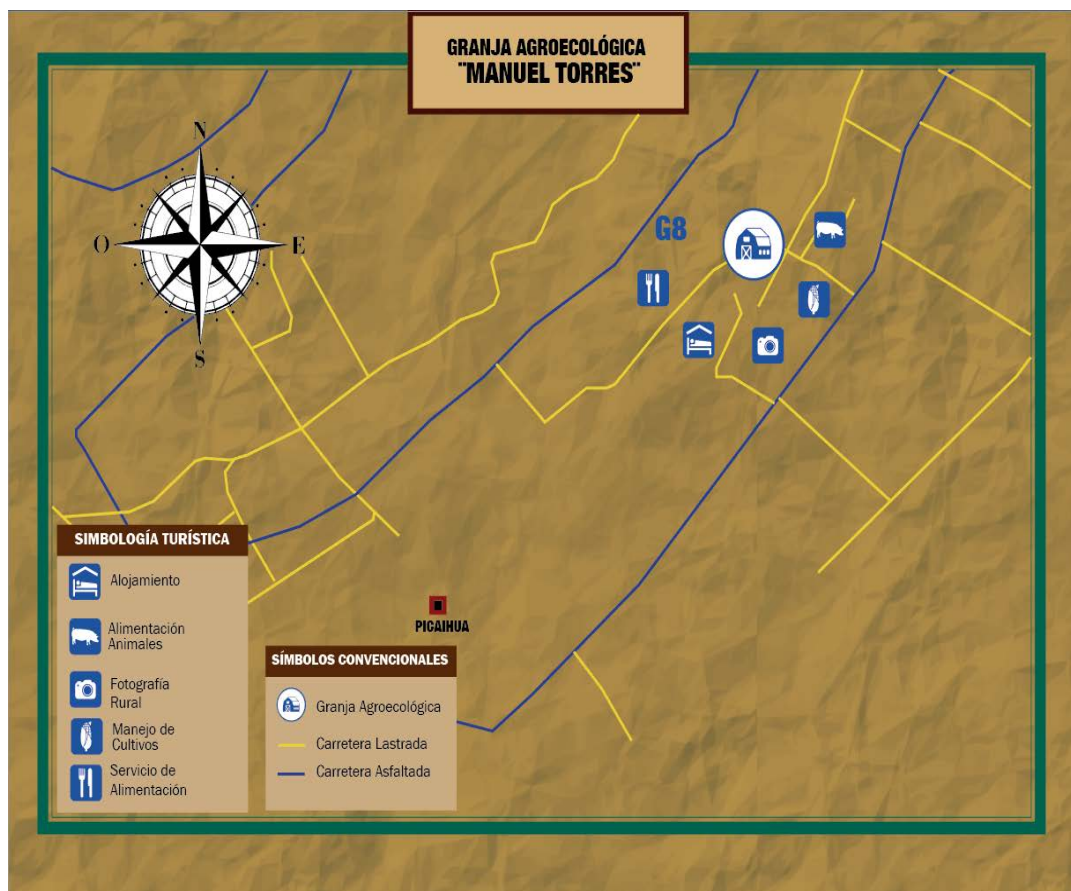 GRANJA AGROECOLÓGICA
¨MANUEL TORRES¨
N
O
E
S
G8
PICAIHUA
SIMBOLOGÍA TURÍSTICA
Alojamiento
Alimentación
Animales
Fotografía
Rural
Manejo de
Cultivos
Servicio de
Alimentación
SÍMBOLOS CONVENCIONALES
Granja Agroecológica
Carretera Lastrada
Carretera Asfaltada